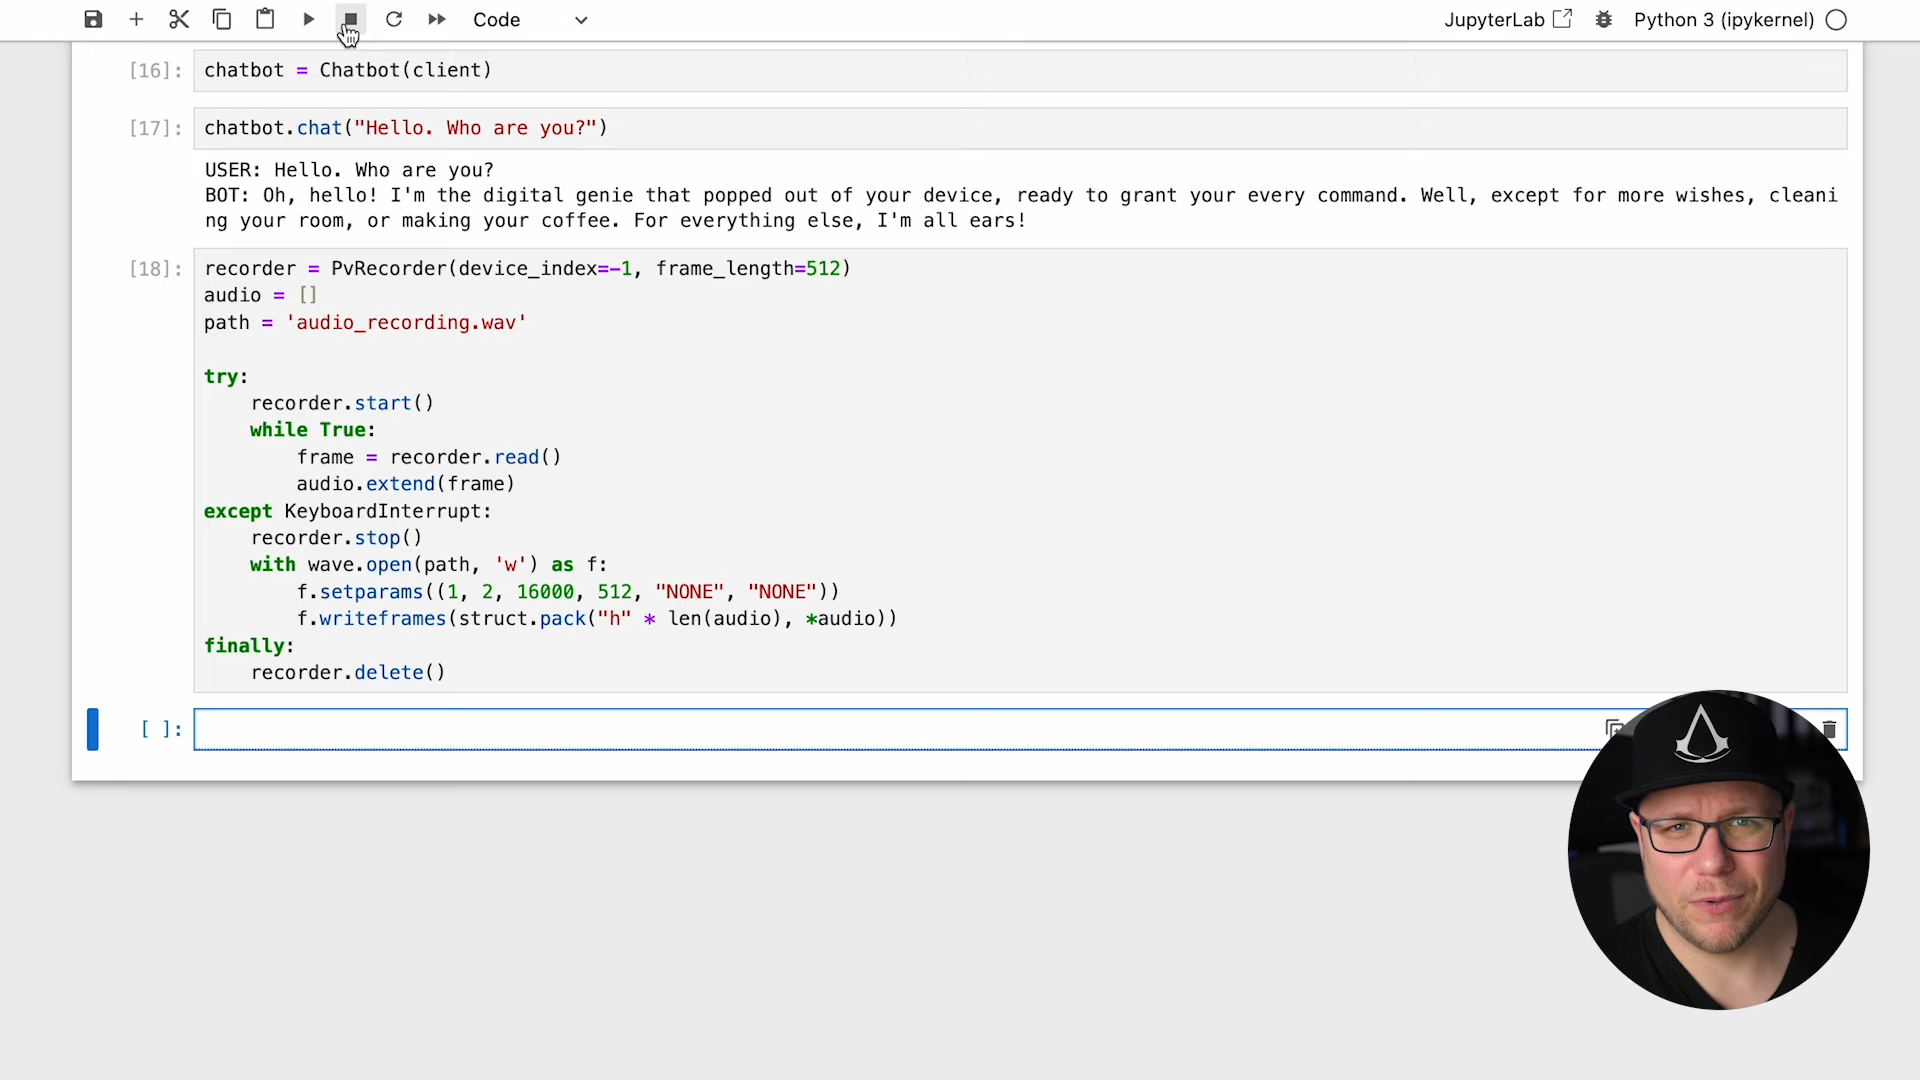 Code
JupyterLab
Python 3 (ipykernel)
[16]: chatbot = Chatbot(client)
[17]: chatbot.chat("Hello. Who are you?")
USER: Hello. Who are you?
BOT: Oh, hello! I'm the digital genie that popped out of your device, ready to grant your every command. Well, except for more wishes, cleani
ng your room, or making your coffee. For everything else, I'm all ears!
[18]: recorder = PvRecorder(device_index=-1, frame_length=512)
audio = []
path = 'audio_recording.wav'
try:
    recorder.start()
    while True:
        frame = recorder.read()
        audio.extend(frame)
except KeyboardInterrupt:
    recorder.stop()
    with wave.open(path, 'w') as f:
        f.setparams((1, 2, 16000, 512, "NONE", "NONE"))
        f.writeframes(struct.pack("h" * len(audio), *audio))
finally:
    recorder.delete()
[ ]: